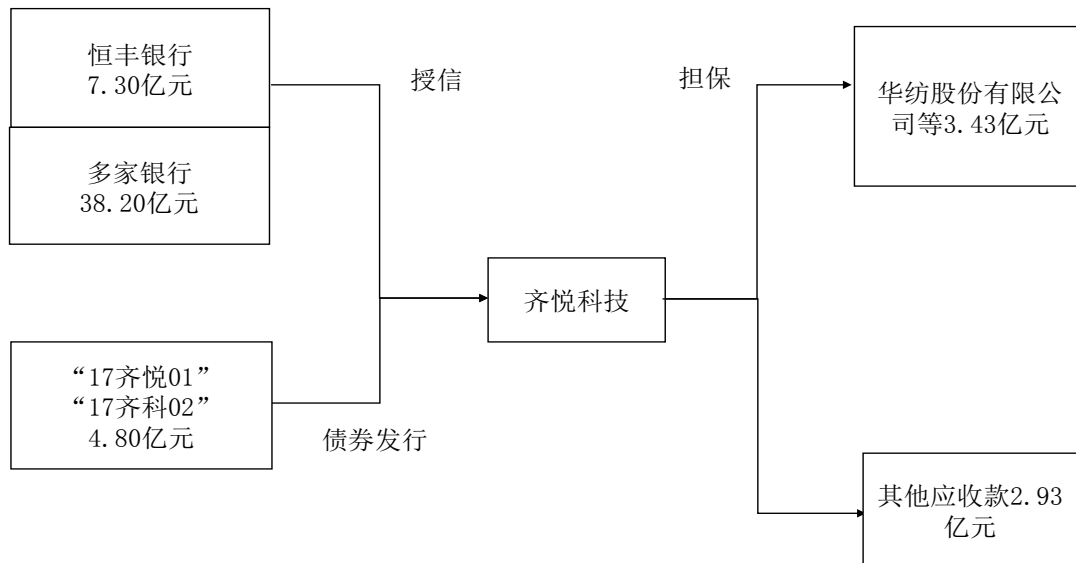 恒丰银行
7.30亿元
多家银行
38.20亿元
“17齐悦01”
“17齐科02”
4.80亿元
授信
债券发行
齐悦科技
担保
华纺股份有限公
司等3.43亿元
其他应收款2.93
亿元